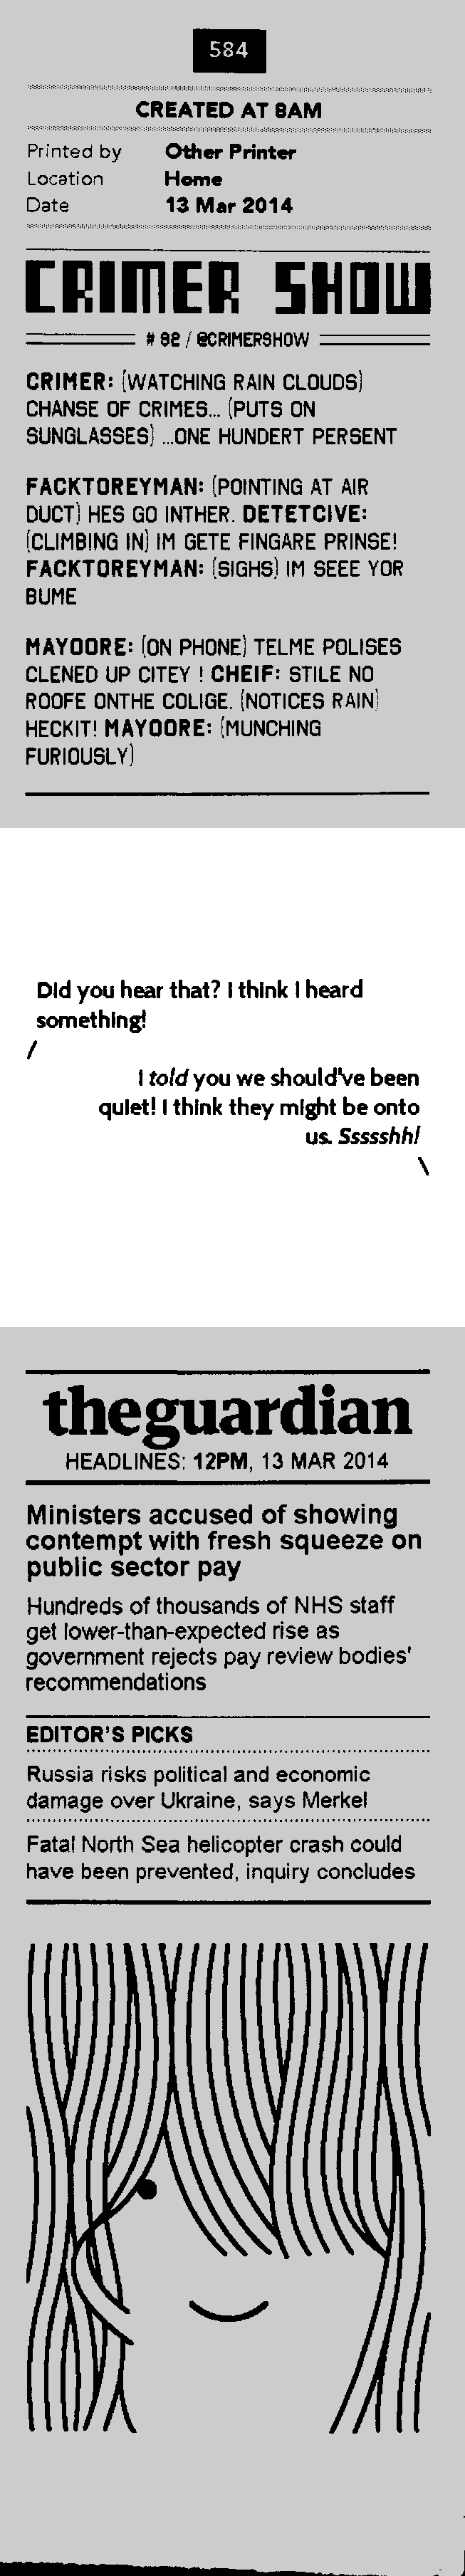 584
CREATED AT 8AM
Printed by Other Printer
Location Home
Date 13 Mar 2014
CRIMER SHOW
# 92 / @CRIMERSHOW
CRIMER: (WATCHING RAIN CLOUDS)
CHANSE OF CRIMES... (PUTS ON
SUNGLASSES) ...ONE HUNDERT PERSENT
FACKTOREYMAN: (POINTING AT AIR
DUCT) HES GO INTHER. DETETCIVE:
(CLIMBING IN) IM GETE FINGARE PRINSE!
FACKTOREYMAN: (SIGHS) IM SEEE YOR
BUME
MAYOORE: (ON PHONE) TELME POLISES
CLENED UP CITEY ! CHEIF: STILE NO
ROOFE ONTHE COLIGE. (NOTICES RAIN)
HECKIT! MAYOORE: (MUNCHING
FURIOUSLY)
Did you hear that? I think I heard
something!
/
I told you we should've been
quiet! I think they might be onto
us. Ssssshh!
\
theguardian
HEADLINES: 12PM, 13 MAR 2014
Ministers accused of showing
contempt with fresh squeeze on
public sector pay
Hundreds of thousands of NHS staff
get lower-than-expected rise as
government rejects pay review bodies'
recommendations
EDITOR'S PICKS
Russia risks political and economic
damage over Ukraine, says Merkel
Fatal North Sea helicopter crash could
have been prevented, inquiry concludes